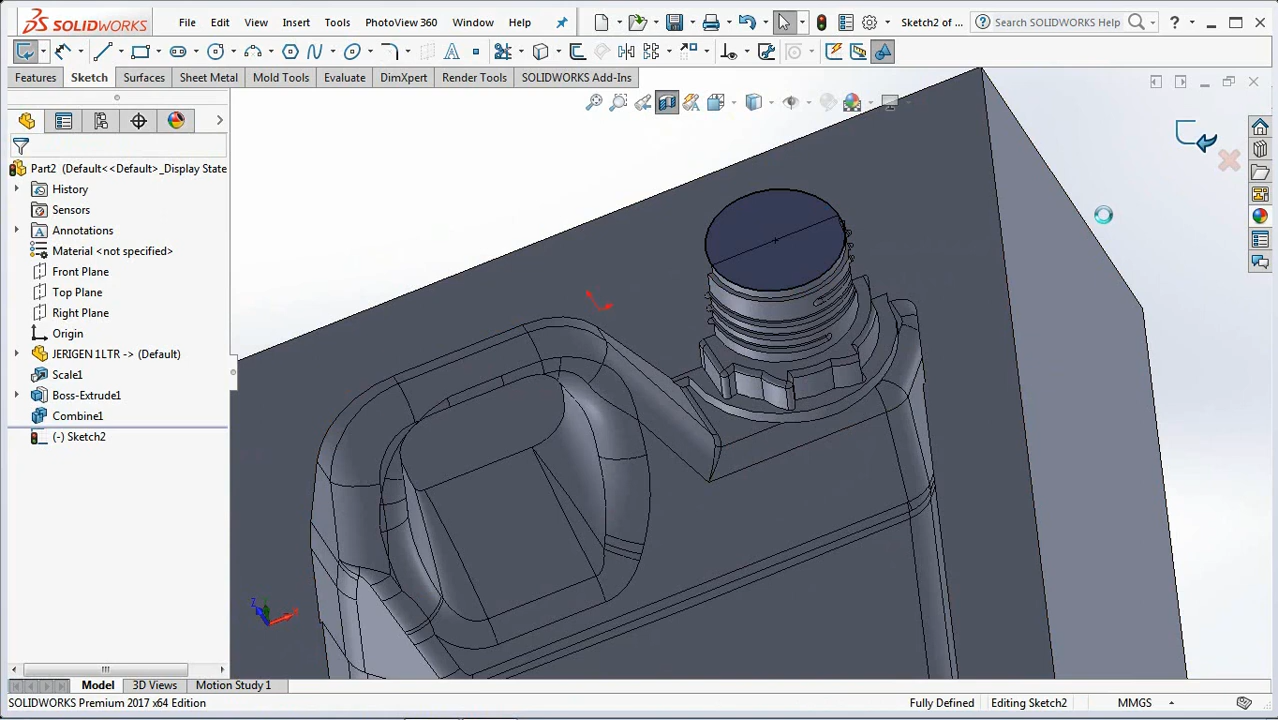 SOLIDWORKS File Edit View Insert Tools PhotoView 360 Window Help Sketch2 of ... Search SOLIDWORKS Help
Features Sketch Surfaces Sheet Metal Mold Tools Evaluate DimXpert Render Tools SOLIDWORKS Add-Ins
Part2 (Default<<Default>_Display State
History
Sensors
Annotations
Material <not specified>
Front Plane
Top Plane
Right Plane
Origin
JERIGEN 1LTR -> (Default)
Scale1
Boss-Extrude1
Combine1
(-) Sketch2
Z
X
Model 3D Views Motion Study 1
SOLIDWORKS Premium 2017 x64 Edition Fully Defined Editing Sketch2 MMGS